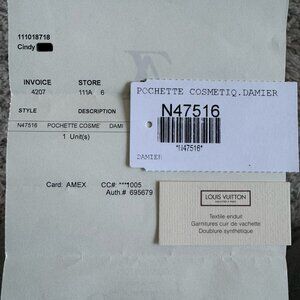 111018718
Cindy
INVOICE STORE
4207 111A 6
STYLE DESCRIPTION
N47516 POCHETTE COSME DAMI
1 Unit(s)
Card: AMEX CC#: ***1005
Auth.# 695679
POCHETTE COSMETIQ.DAMIER
N47516
*N47516*
DAMIER
LOUIS VUITTON
Textile enduit
Garnitures cuir de vachette
Doublure synthétique